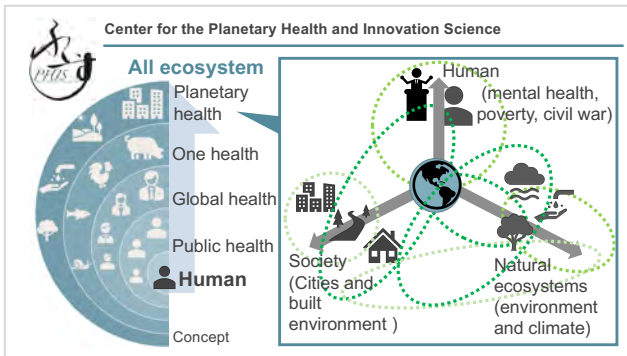 Center for the Planetary Health and Innovation Science
PHIS
All ecosystem
Planetary
health
One health
Global health
Public health
Human
Concept
Human
(mental health,
poverty, civil war)
Society
(Cities and
built
environment )
Natural
ecosystems
(environment
and climate)